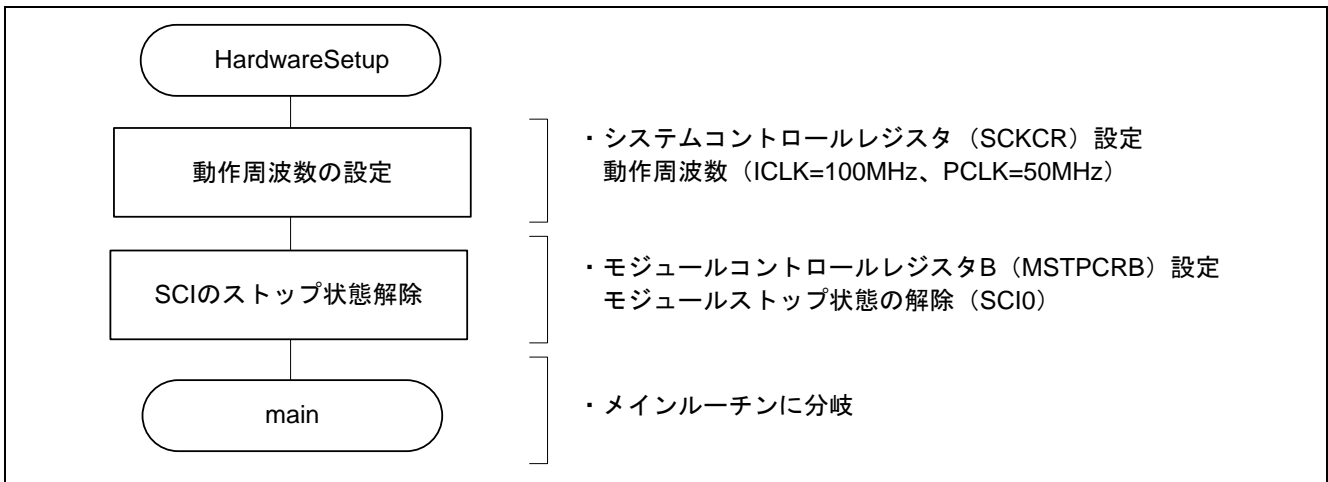 HardwareSetup
動作周波数の設定
・システムコントロールレジスタ（SCKCR）設定
動作周波数（ICLK=100MHz、PCLK=50MHz）
SCIのストップ状態解除
・モジュールコントロールレジスタB（MSTPCRB）設定
モジュールストップ状態の解除（SCI0）
main
・メインルーチンに分岐